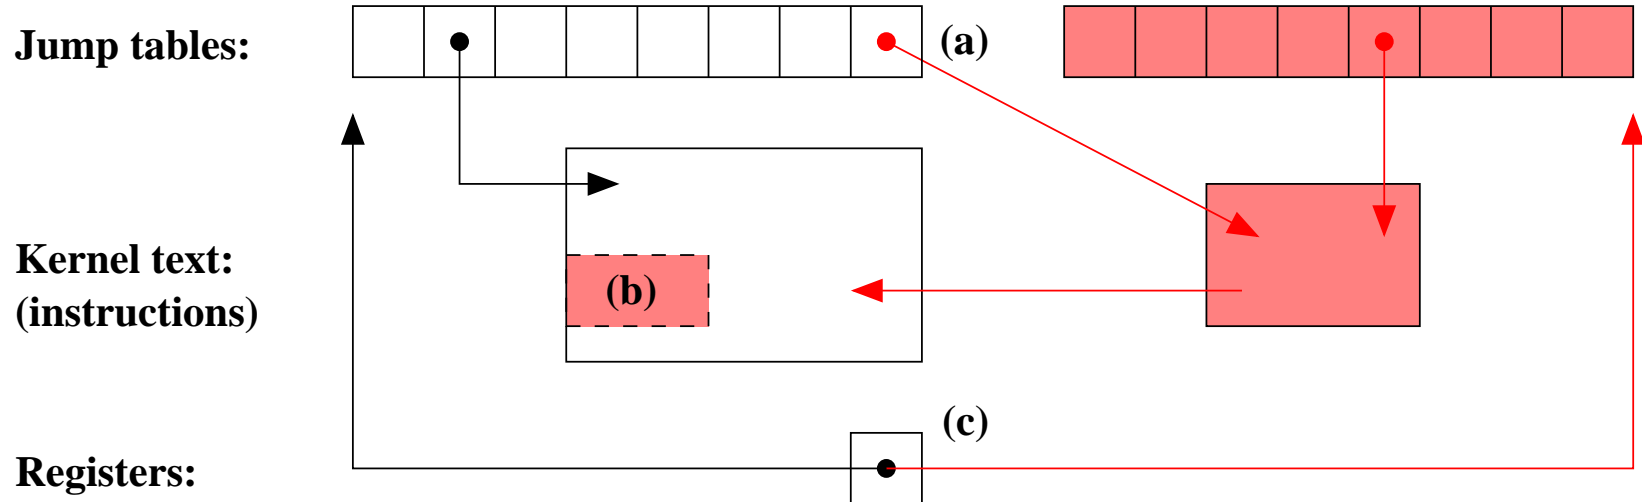 Jump tables:
(a)
Kernel text:
(instructions)
(b)
(c)
Registers: